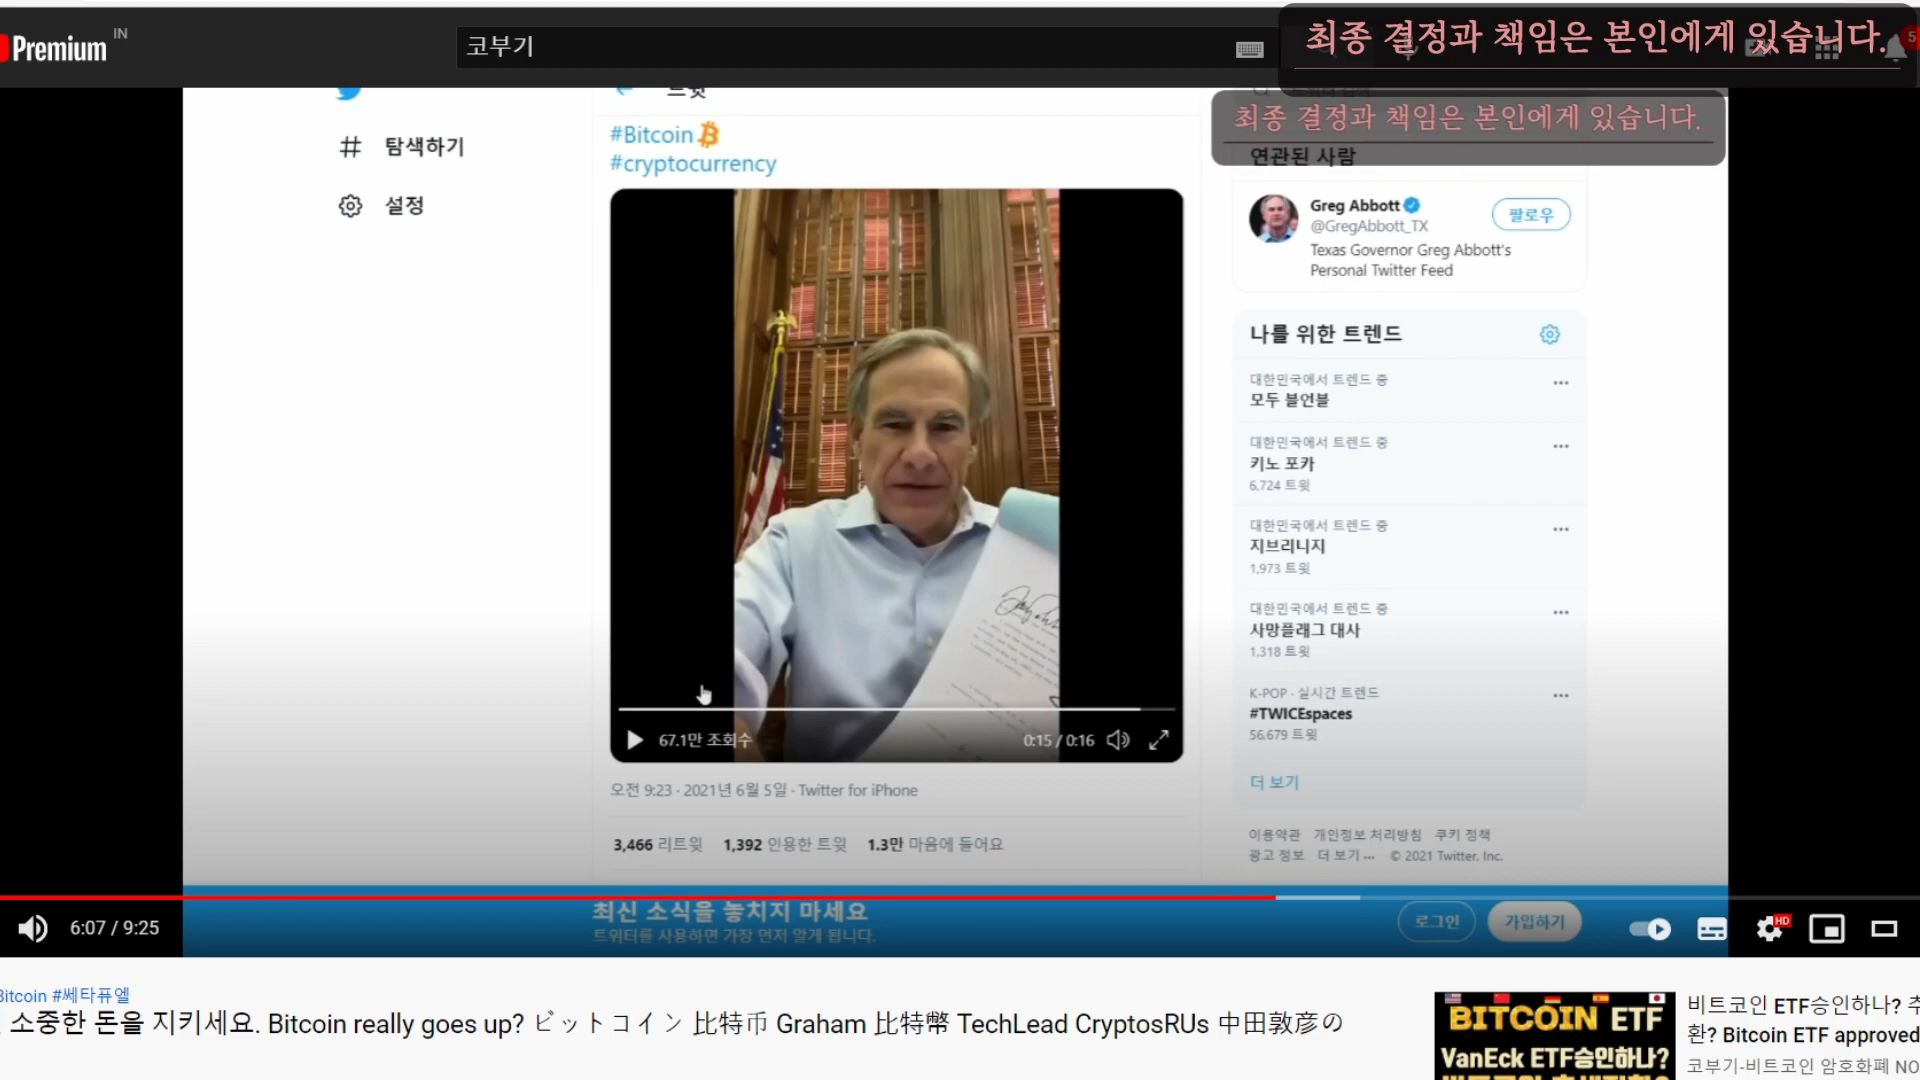 Premium IN
코부기
최종 결정과 책임은 본인에게 있습니다.
5
최종 결정과 책임은 본인에게 있습니다.
트윗
탐색하기
설정
#Bitcoin
#cryptocurrency
67.1만 조회수
0:15 / 0:16
오전 9:23 · 2021년 6월 5일 · Twitter for iPhone
3,466 리트윗 1,392 인용한 트윗 1.3만 마음에 들어요
연관된 사람
Greg Abbott
@GregAbbott_TX
팔로우
Texas Governor Greg Abbott's
Personal Twitter Feed
나를 위한 트렌드
대한민국에서 트렌드 중
모두 불언불
대한민국에서 트렌드 중
키노 포카
6,724 트윗
대한민국에서 트렌드 중
지브리니지
1,973 트윗
대한민국에서 트렌드 중
사망플래그 대사
1,318 트윗
K-POP · 실시간 트렌드
#TWICEspaces
56,679 트윗
더 보기
이용약관 개인정보 처리방침 쿠키 정책
광고 정보 더 보기 ··· © 2021 Twitter, Inc.
최신 소식을 놓치지 마세요
트위터를 사용하면 가장 먼저 알게 됩니다.
로그인
가입하기
6:07 / 9:25
HD
Bitcoin #쎄타퓨엘
소중한 돈을 지키세요. Bitcoin really goes up? ビットコイン 比特币 Graham 比特幣 TechLead CryptosRUs 中田敦彦の
BITCOIN ETF
VanEck ETF승인하나?
비트코인 ETF승인하나? 추
환? Bitcoin ETF approved
코부기-비트코인 암호화폐 NO